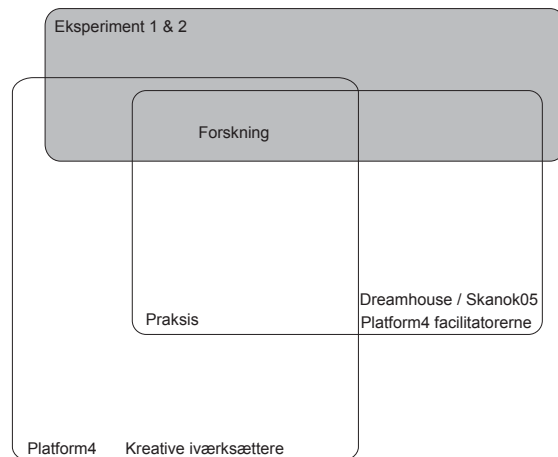 Eksperiment 1 & 2
Forskning
Dreamhouse / Skanok05
Praksis
Platform4 facilitatorerne
Platform4
Kreative iværksættere